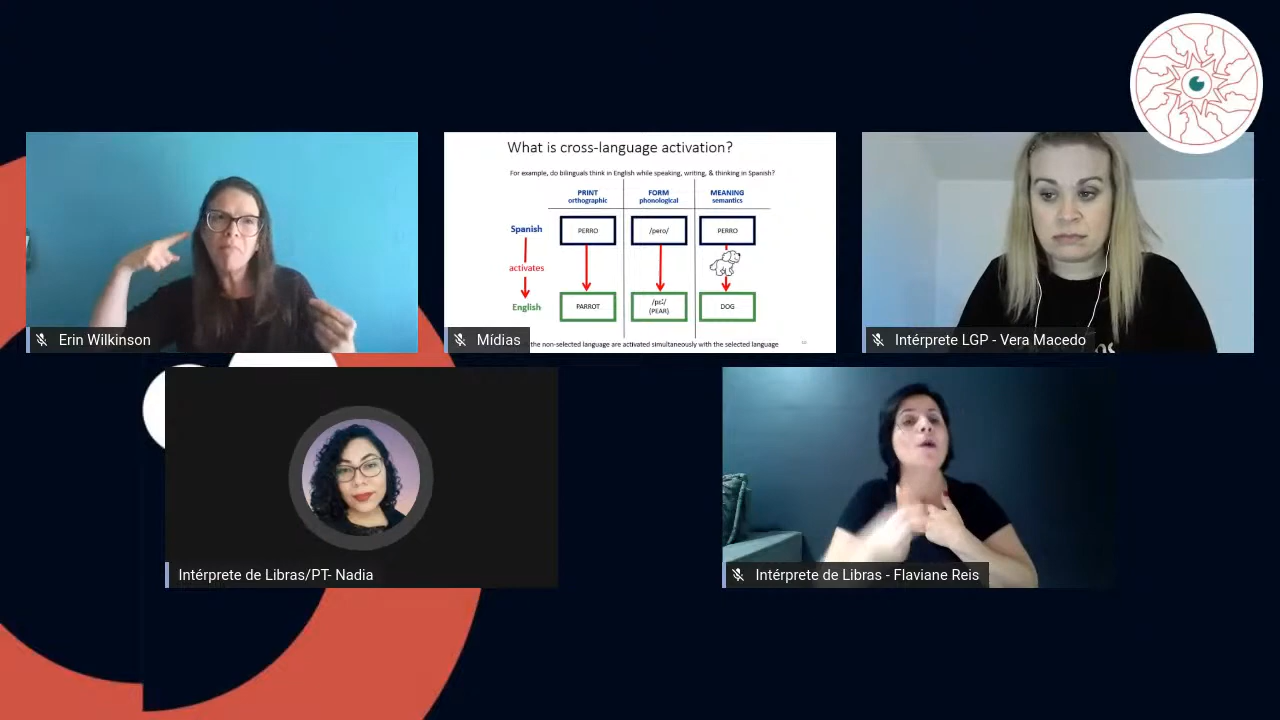 What is cross-language activation?
For example, do bilinguals think in English while speaking, writing, & thinking in Spanish?
PRINT
orthographic
FORM
phonological
MEANING
semantics
Spanish
PERRO
/pero/
PERRO
activates
English
PARROT
/pɛɾ/
(PEAR)
DOG
the non-selected language are activated simultaneously with the selected language
10
Erin Wilkinson
Mídias
Intérprete LGP - Vera Macedo
Intérprete de Libras/PT- Nadia
Intérprete de Libras - Flaviane Reis